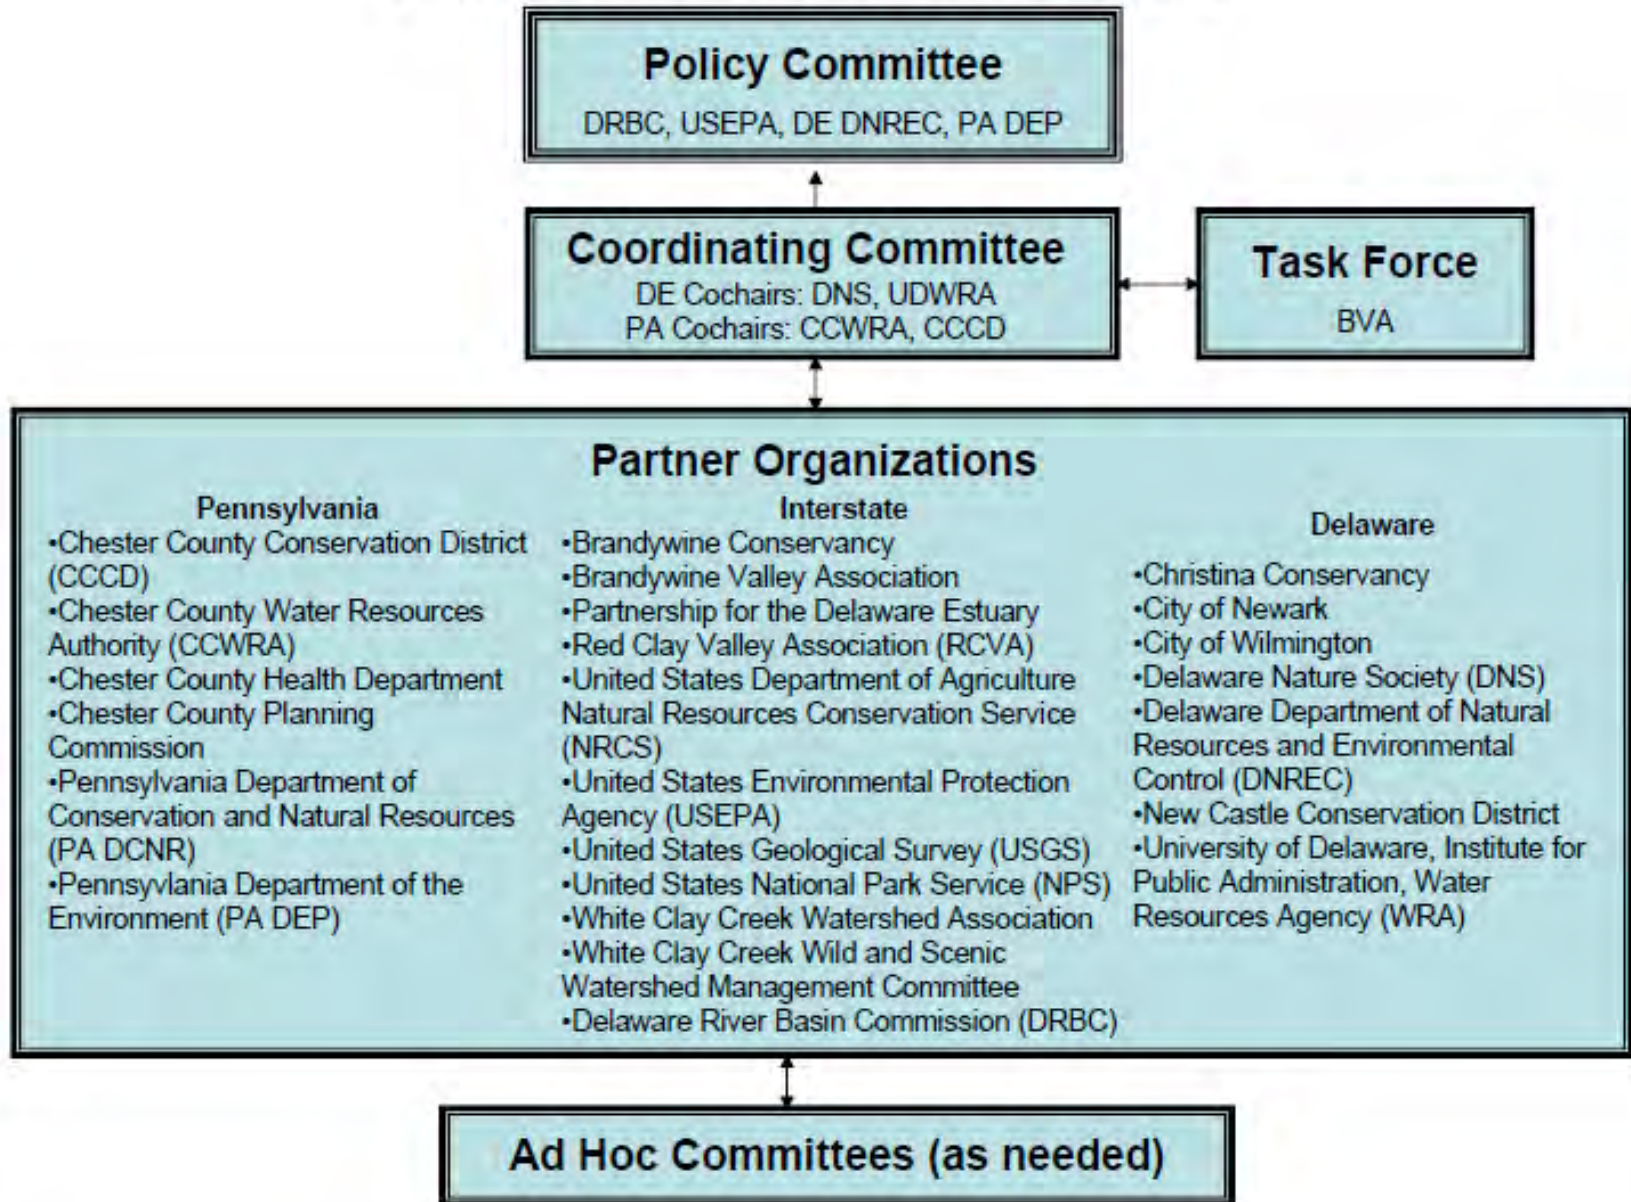 Policy Committee
DRBC, USEPA, DE DNREC, PA DEP
Coordinating Committee
DE Cochairs: DNS, UDWRA
PA Cochairs: CCWRA, CCCD
Task Force
BVA
Partner Organizations
Pennsylvania
•Chester County Conservation District
(CCCD)
•Chester County Water Resources
Authority (CCWRA)
•Chester County Health Department
•Chester County Planning
Commission
•Pennsylvania Department of
Conservation and Natural Resources
(PA DCNR)
•Pennsyvlania Department of the
Environment (PA DEP)
Interstate
•Brandywine Conservancy
•Brandywine Valley Association
•Partnership for the Delaware Estuary
•Red Clay Valley Association (RCVA)
•United States Department of Agriculture
Natural Resources Conservation Service
(NRCS)
•United States Environmental Protection
Agency (USEPA)
•United States Geological Survey (USGS)
•United States National Park Service (NPS)
•White Clay Creek Watershed Association
•White Clay Creek Wild and Scenic
Watershed Management Committee
•Delaware River Basin Commission (DRBC)
Delaware
•Christina Conservancy
•City of Newark
•City of Wilmington
•Delaware Nature Society (DNS)
•Delaware Department of Natural
Resources and Environmental
Control (DNREC)
•New Castle Conservation District
•University of Delaware, Institute for
Public Administration, Water
Resources Agency (WRA)
Ad Hoc Committees (as needed)